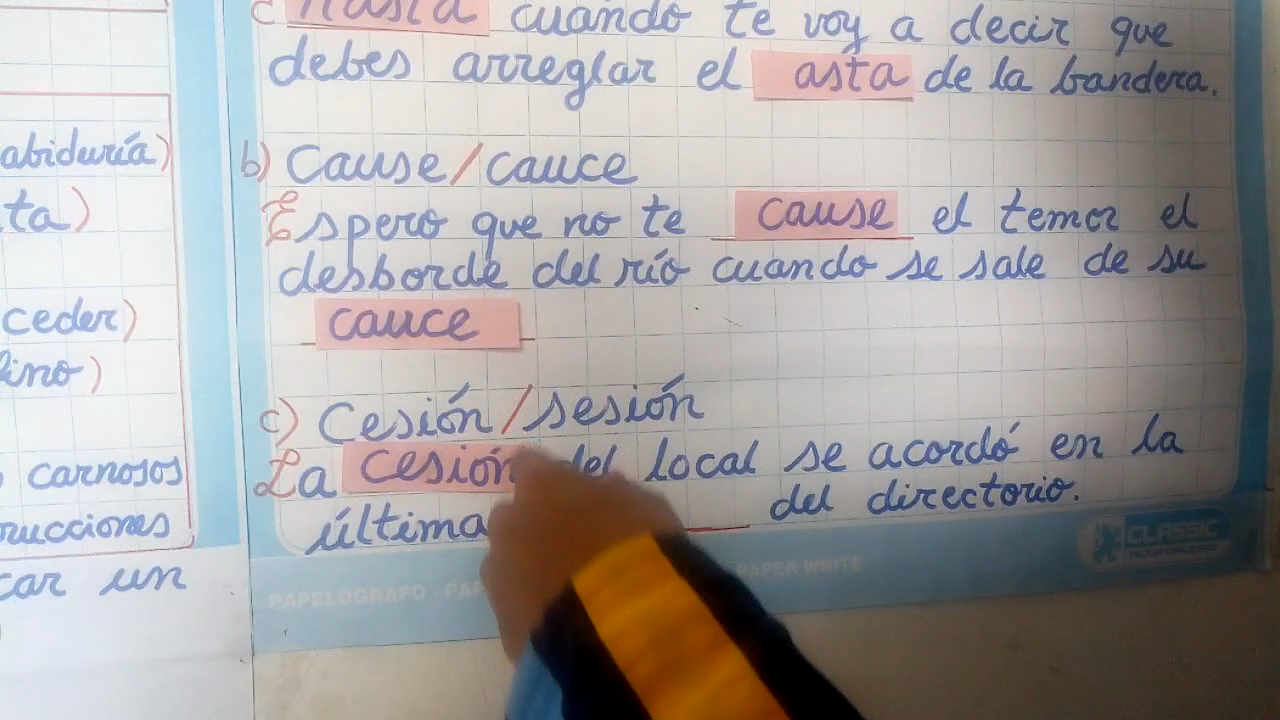 abiduría)
ta)
ceder)
fino)
carnosos
rucciones
car un
c. Hasta cuando te voy a decir que
debes arreglar el asta de la bandera.
b) Cause/cauce
Espero que no te cause el temor el
desborde del río cuando se sale de su
cauce
c) Cesión/sesión
La cesión del local se acordó en la
última del directorio.
PAPELOGRAFO - PAPER WHITE
CLASSIC